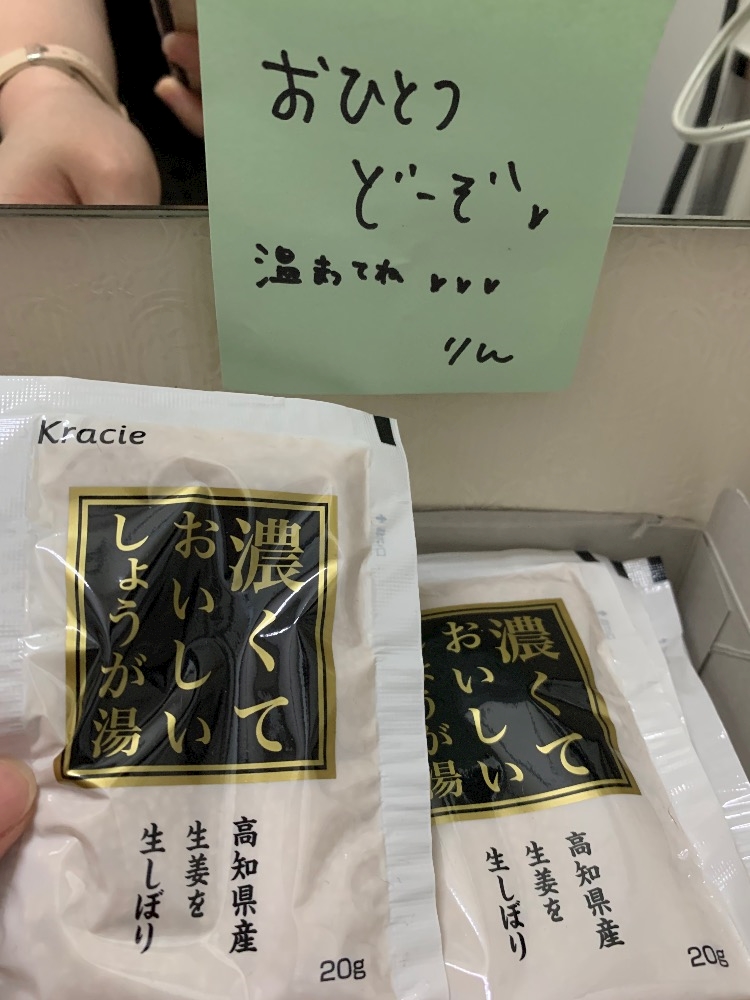 おひとつ
どーぞ
温まってね
りん
Kracie
濃くて
おいしい
しょうが湯
高知県産
生姜を
生しぼり
20g
濃くて
おいしい
しょうが湯
高知県産
生姜を
生しぼり
20g